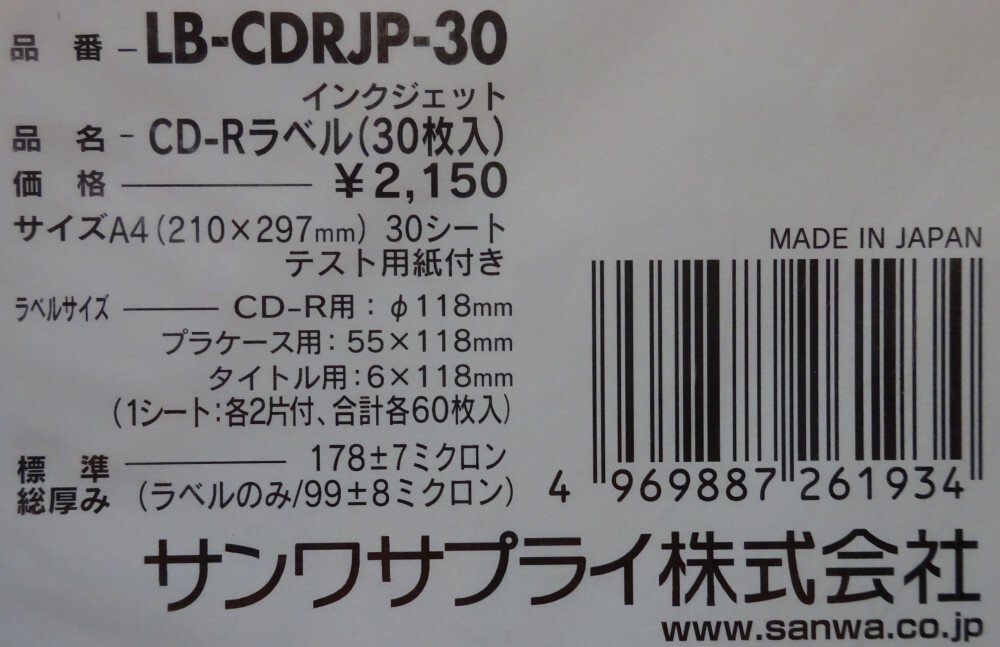 品番 – LB-CDRJP-30
インクジェット
品名 - CD-Rラベル(30枚入)
価格 ―――― ¥2,150
サイズA4(210×297mm) 30シート
テスト用紙付き
ラベルサイズ ――― CD-R用:φ118mm
プラケース用:55×118mm
タイトル用:6×118mm
(1シート:各2片付、合計各60枚入)
標準総厚み ―――― 178±7ミクロン
(ラベルのみ/99±8ミクロン)
MADE IN JAPAN
4 969887 261934
サンワサプライ株式会社
www.sanwa.co.jp